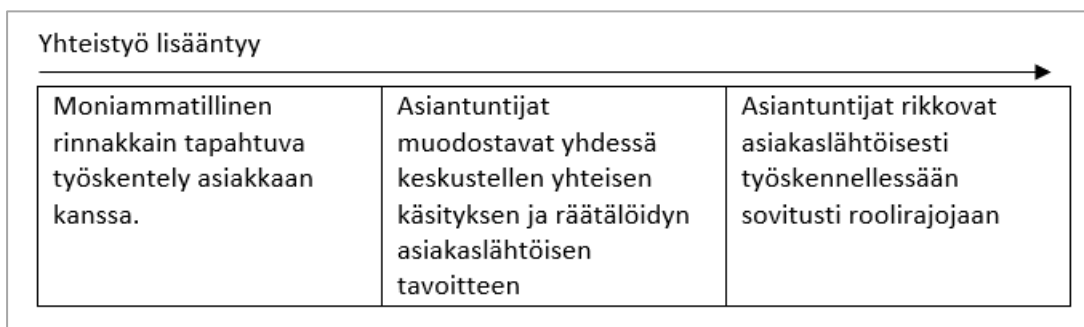 Yhteistyö lisääntyy
Moniammatillinen
rinnakkain tapahtuva
työskentely asiakkaan
kanssa.
Asiantuntijat
muodostavat yhdessä
keskustellen yhteisen
käsityksen ja räätälöidyn
asiakaslähtöisen
tavoitteen
Asiantuntijat rikkovat
asiakaslähtöisesti
työskennellessään
sovitusti roolirajojaan